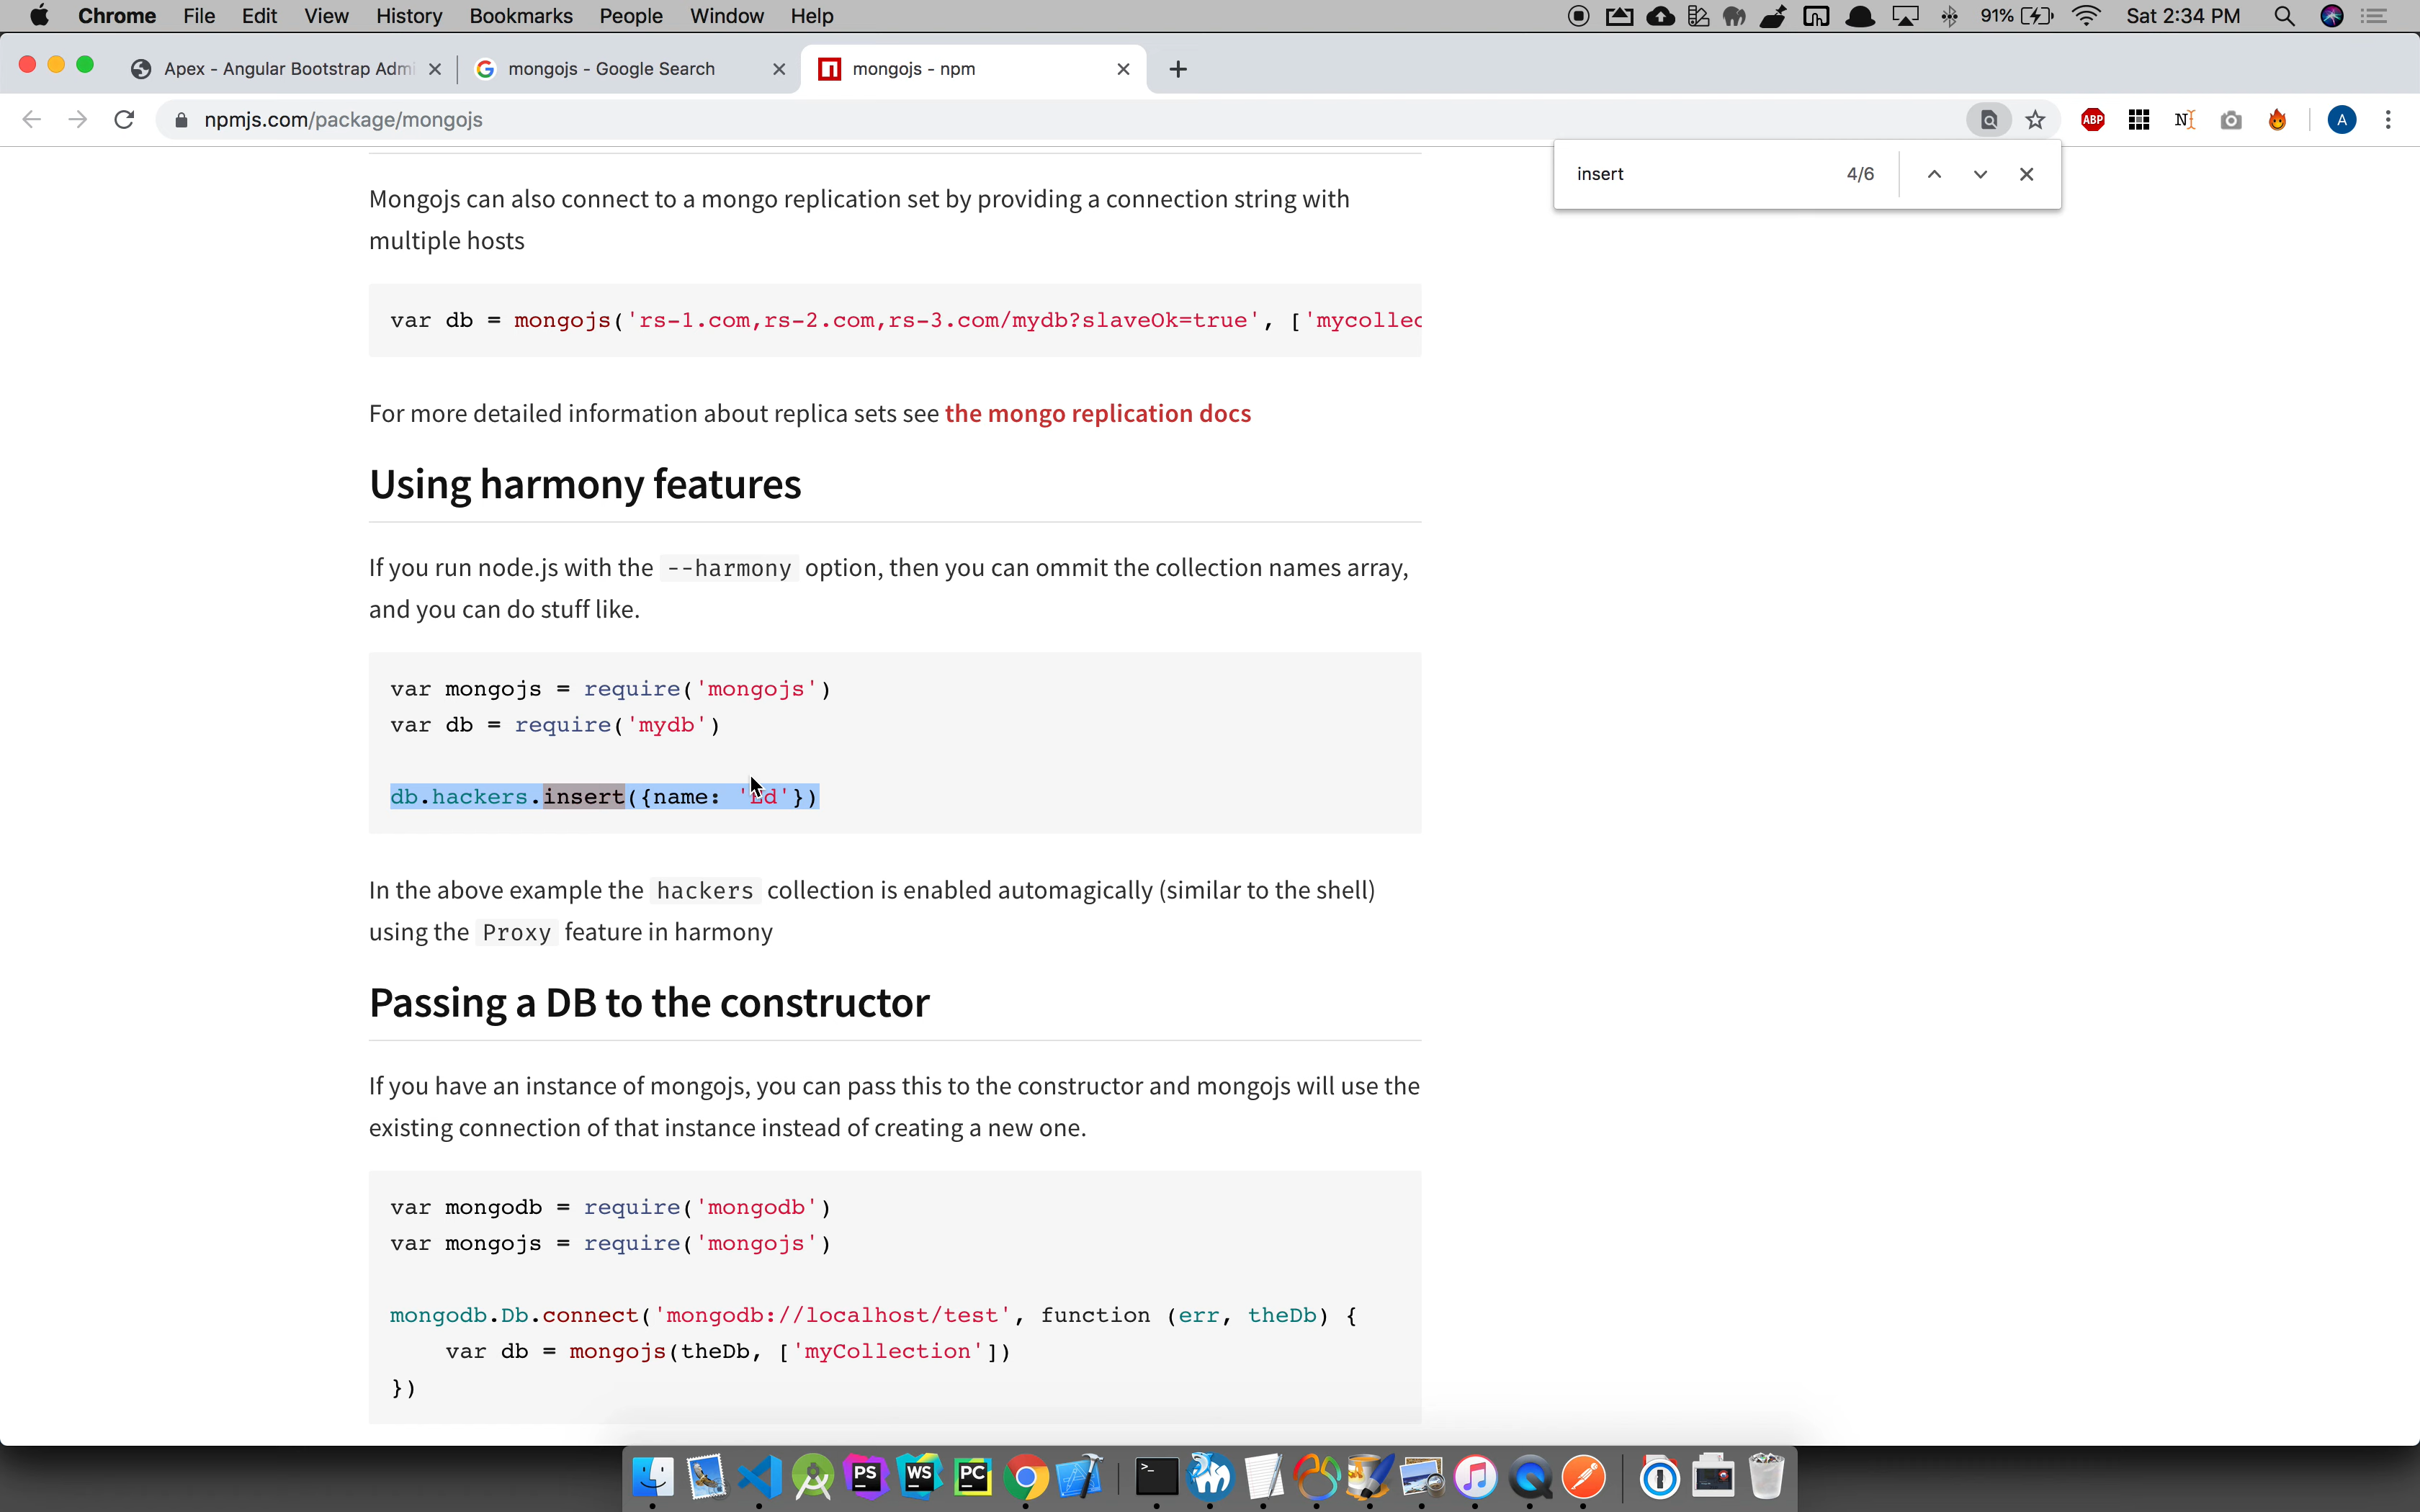 Chrome File Edit View History Bookmarks People Window Help 91% Sat 2:34 PM
Apex - Angular Bootstrap Adm mongojs - Google Search mongojs - npm
npmjs.com/package/mongojs ABP A
insert 4/6
Mongojs can also connect to a mongo replication set by providing a connection string with
multiple hosts
var db = mongojs('rs-1.com,rs-2.com,rs-3.com/mydb?slaveOk=true', ['mycollec
For more detailed information about replica sets see the mongo replication docs
Using harmony features
If you run node.js with the --harmony option, then you can ommit the collection names array,
and you can do stuff like.
var mongojs = require('mongojs')
var db = require('mydb')
db.hackers.insert({name: 'Ed'})
In the above example the hackers collection is enabled automagically (similar to the shell)
using the Proxy feature in harmony
Passing a DB to the constructor
If you have an instance of mongojs, you can pass this to the constructor and mongojs will use the
existing connection of that instance instead of creating a new one.
var mongodb = require('mongodb')
var mongojs = require('mongojs')
mongodb.Db.connect('mongodb://localhost/test', function (err, theDb) {
var db = mongojs(theDb, ['myCollection'])
})
PS WS PC